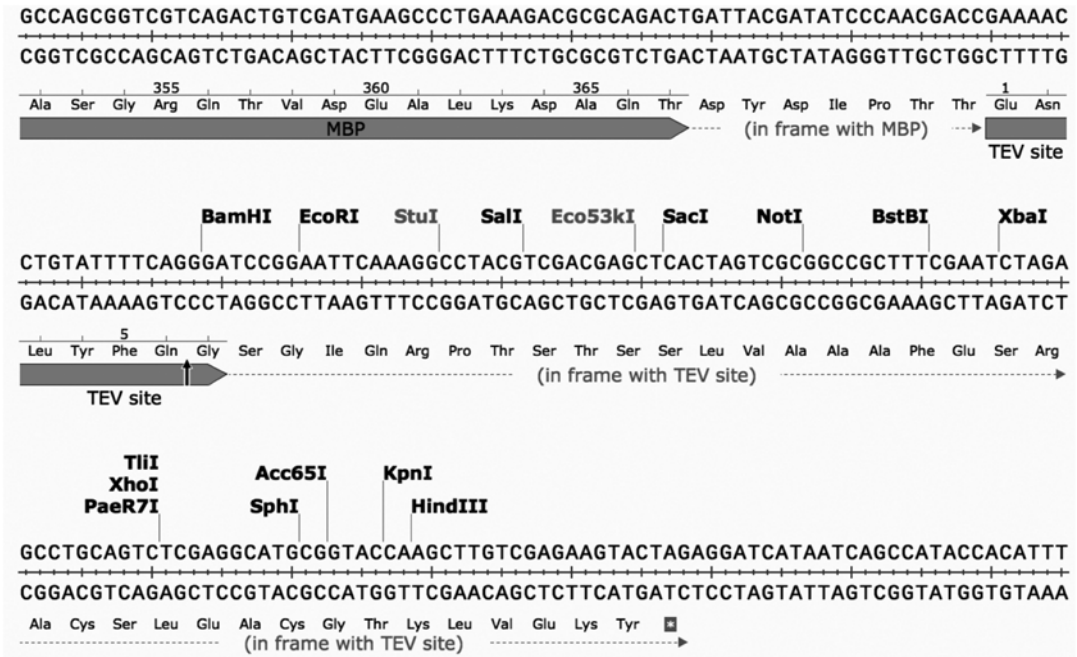 GCCAGCGGTCGTCAGACTGTCGATGAAGCCCTGAAAGACGCGCAGACTGATTACGATATCCCAACGACCGAAAAC
CGGTCGCCAGCAGTCTGACAGCTACTTCGGGACTTTCTGCGCGTCTGACTAATGCTATAGGGTTGCTGGCTTTTG
355 360 365 1
Ala Ser Gly Arg Gln Thr Val Asp Glu Ala Leu Lys Asp Ala Gln Thr Asp Tyr Asp Ile Pro Thr Thr Glu Asn
MBP (in frame with MBP)
TEV site
BamHI EcoRI StuI SalI Eco53kI SacI NotI BstBI XbaI
CTGTATTTTCAGGGATCCGGAATTCAAAGGCCTACGTCGACGAGCTCACTAGTCGCGGCCGCTTTCGAATCTAGA
GACATAAAAGTCCCTAGGCCTTAAGTTTCCGGATGCAGCTGCTCGAGTGATCAGCGCCGGCGAAAGCTTAGATCT
5
Leu Tyr Phe Gln Gly Ser Gly Ile Gln Arg Pro Thr Ser Thr Ser Ser Leu Val Ala Ala Ala Phe Glu Ser Arg
(in frame with TEV site)
TEV site
TliI
XhoI Acc65I KpnI
PaeR7I SphI HindIII
GCCTGCAGTCTCGAGGCATGCGGTACCAAGCTTGTCGAGAAGTACTAGAGGATCATAATCAGCCATACCACATTT
CGGACGTCAGAGCTCCGTACGCCATGGTTCGAACAGCTCTTCATGATCTCCTAGTATTAGTCGGTATGGTGTAAA
Ala Cys Ser Leu Glu Ala Cys Gly Thr Lys Leu Val Glu Lys Tyr *
(in frame with TEV site)